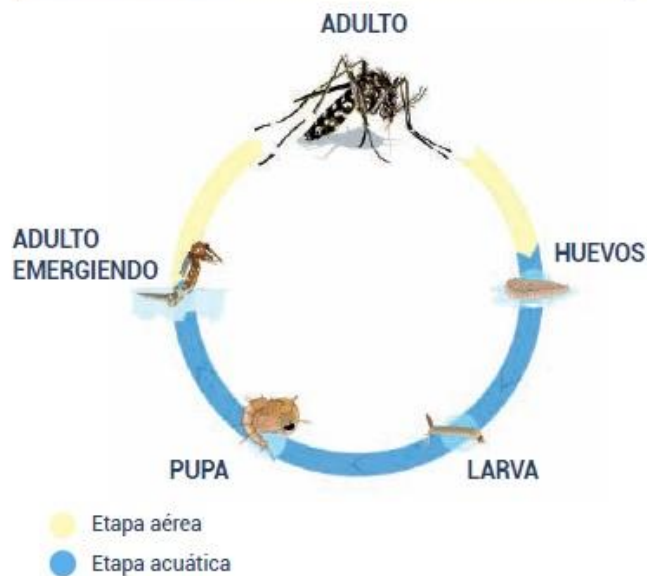 ADULTO
ADULTO
EMERGIENDO
HUEVOS
PUPA
LARVA
Etapa aérea
Etapa acuática